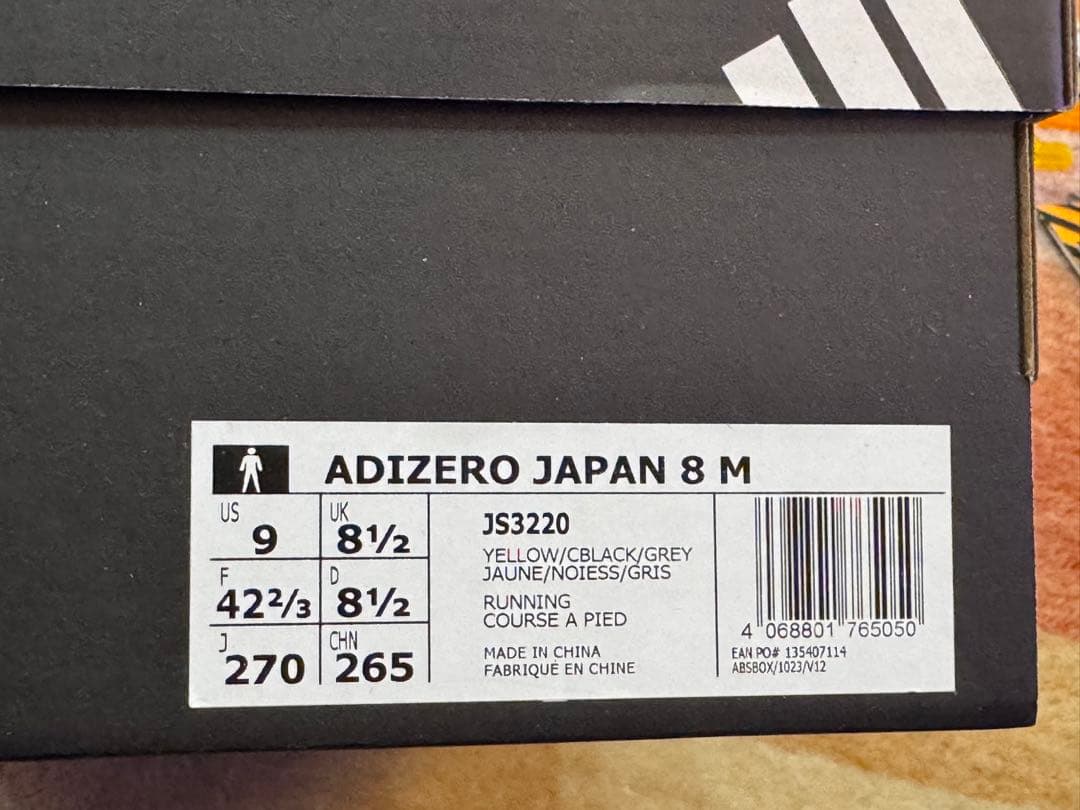 ADIZERO JAPAN 8 M
US 9
UK 8½
F 42⅔
D 8½
J 270
CHN 265
JS3220
YELLOW/CBLACK/GREY
JAUNE/NOIESS/GRIS
RUNNING
COURSE A PIED
MADE IN CHINA
FABRIQUÉ EN CHINE
4 068801 765050
EAN PO# 135407114
ABSBOX/1023/V12